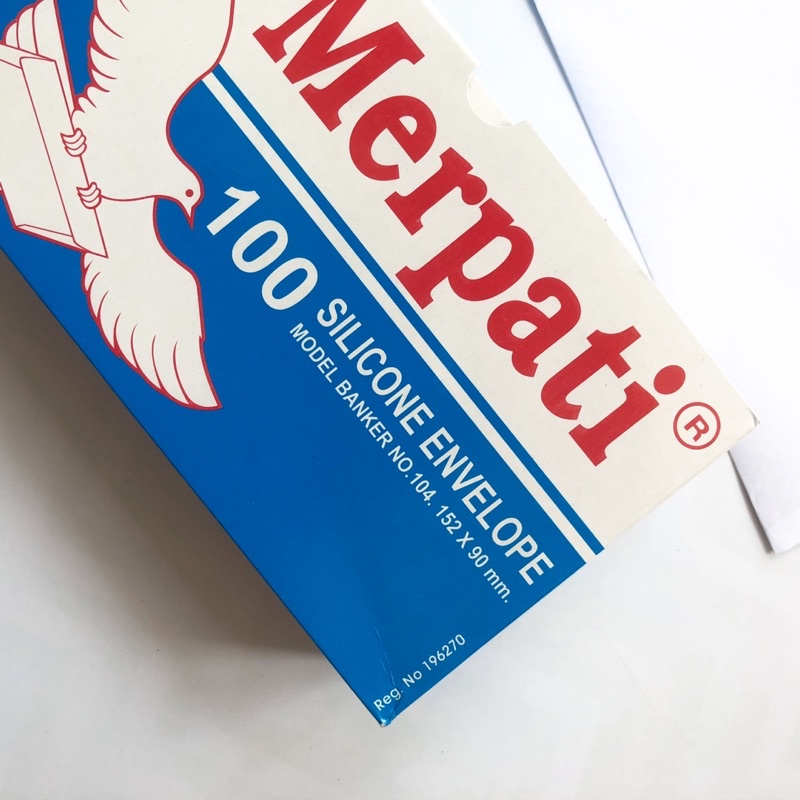 Merpati ®
100 SILICONE ENVELOPE
MODEL BANKER NO.104. 152 X 90 mm.
Reg. No 196270